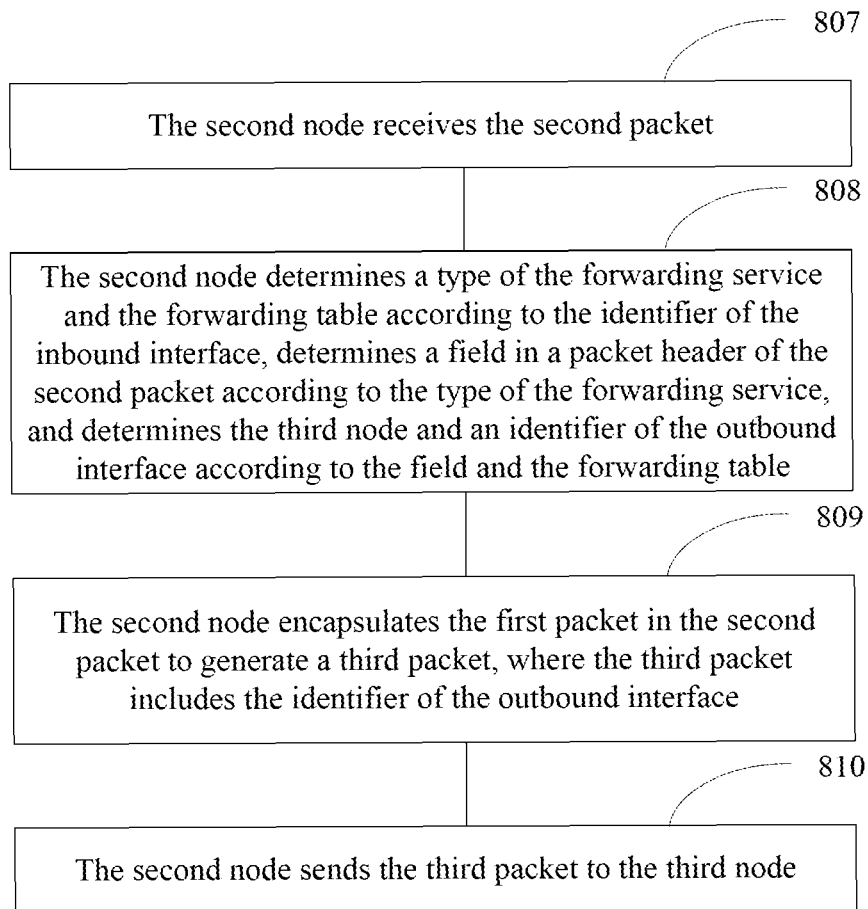 807
The second node receives the second packet
808
The second node determines a type of the forwarding service
and the forwarding table according to the identifier of the
inbound interface, determines a field in a packet header of the
second packet according to the type of the forwarding service,
and determines the third node and an identifier of the outbound
interface according to the field and the forwarding table
809
The second node encapsulates the first packet in the second
packet to generate a third packet, where the third packet
includes the identifier of the outbound interface
810
The second node sends the third packet to the third node